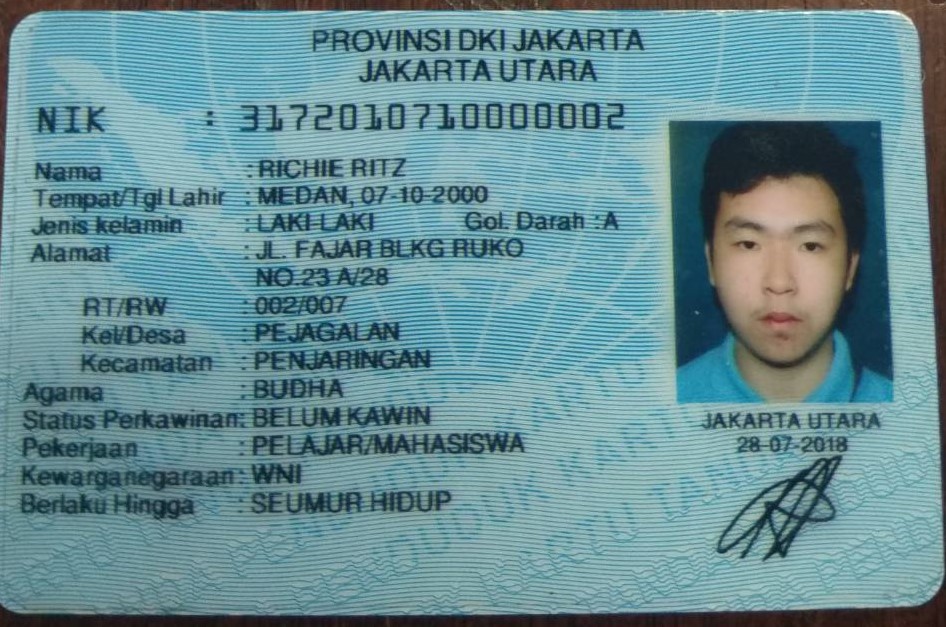 PROVINSI DKI JAKARTA
JAKARTA UTARA
NIK : 3172010710000002
Nama : RICHIE RITZ
Tempat/Tgl Lahir : MEDAN, 07-10-2000
Jenis kelamin : LAKI-LAKI Gol. Darah : A
Alamat : JL. FAJAR BLKG RUKO
NO.23 A/28
RT/RW : 002/007
Kel/Desa : PEJAGALAN
Kecamatan : PENJARINGAN
Agama : BUDHA
Status Perkawinan: BELUM KAWIN
Pekerjaan : PELAJAR/MAHASISWA
Kewarganegaraan : WNI
Berlaku Hingga : SEUMUR HIDUP
JAKARTA UTARA
28-07-2018